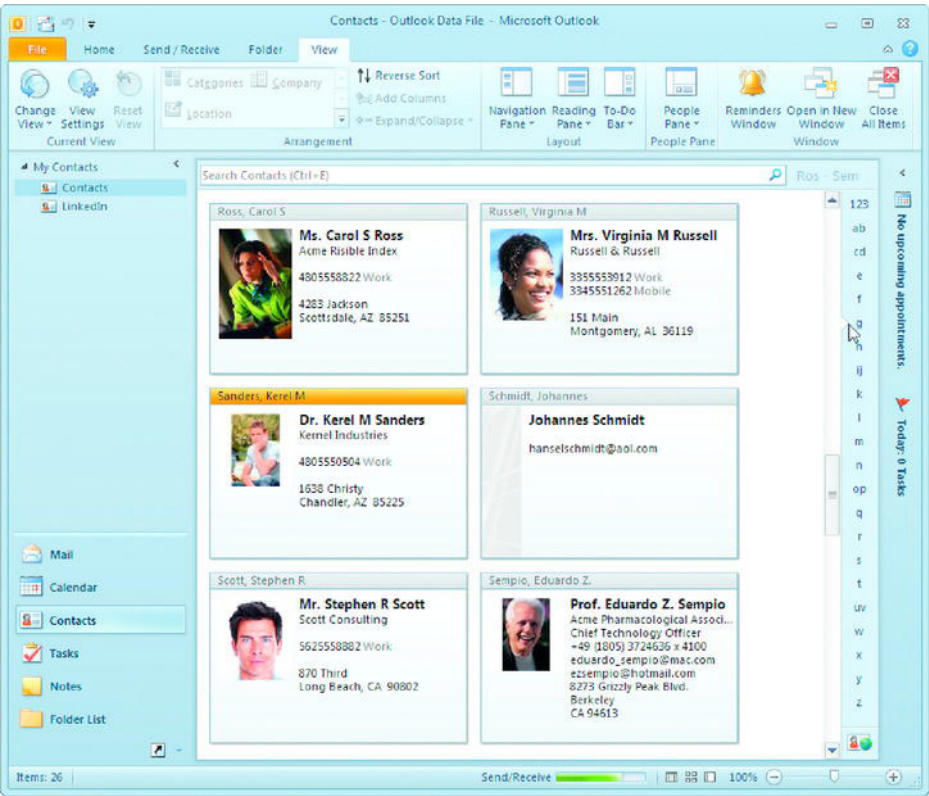 Contacts - Outlook Data File - Microsoft Outlook
File Home Send / Receive Folder View
Change View
View Settings
Reset View
Current View
Categories Company
Location
Reverse Sort
Add Columns
Expand/Collapse
Arrangement
Navigation Pane
Reading Pane
To-Do Bar
Layout
People Pane
People Pane
Reminders Window
Open in New Window
Close All Items
Window
My Contacts
Contacts
LinkedIn
Mail
Calendar
Contacts
Tasks
Notes
Folder List
Search Contacts (Ctrl+E)
Ros - Sem
Ross, Carol S
Ms. Carol S Ross
Acme Risible Index
4805558822 Work
4283 Jackson
Scottsdale, AZ 85251
Russell, Virginia M
Mrs. Virginia M Russell
Russell & Russell
3355553912 Work
3345551262 Mobile
151 Main
Montgomery, AL 36119
Sanders, Kerel M
Dr. Kerel M Sanders
Kernel Industries
4805550504 Work
1638 Christy
Chandler, AZ 85225
Schmidt, Johannes
Johannes Schmidt
hanselschmidt@aol.com
Scott, Stephen R
Mr. Stephen R Scott
Scott Consulting
5625558882 Work
870 Third
Long Beach, CA 90802
Sempio, Eduardo Z.
Prof. Eduardo Z. Sempio
Acme Pharmacological Associ...
Chief Technology Officer
+49 (1805) 3724636 x 4100
eduardo_sempio@mac.com
ezsempio@hotmail.com
8273 Grizzly Peak Blvd.
Berkeley
CA 94613
123
ab
cd
e
f
g
h
ij
k
l
m
n
op
q
r
s
t
uv
w
x
y
z
No upcoming appointments.
Today: 0 Tasks
Items: 26
Send/Receive
100%